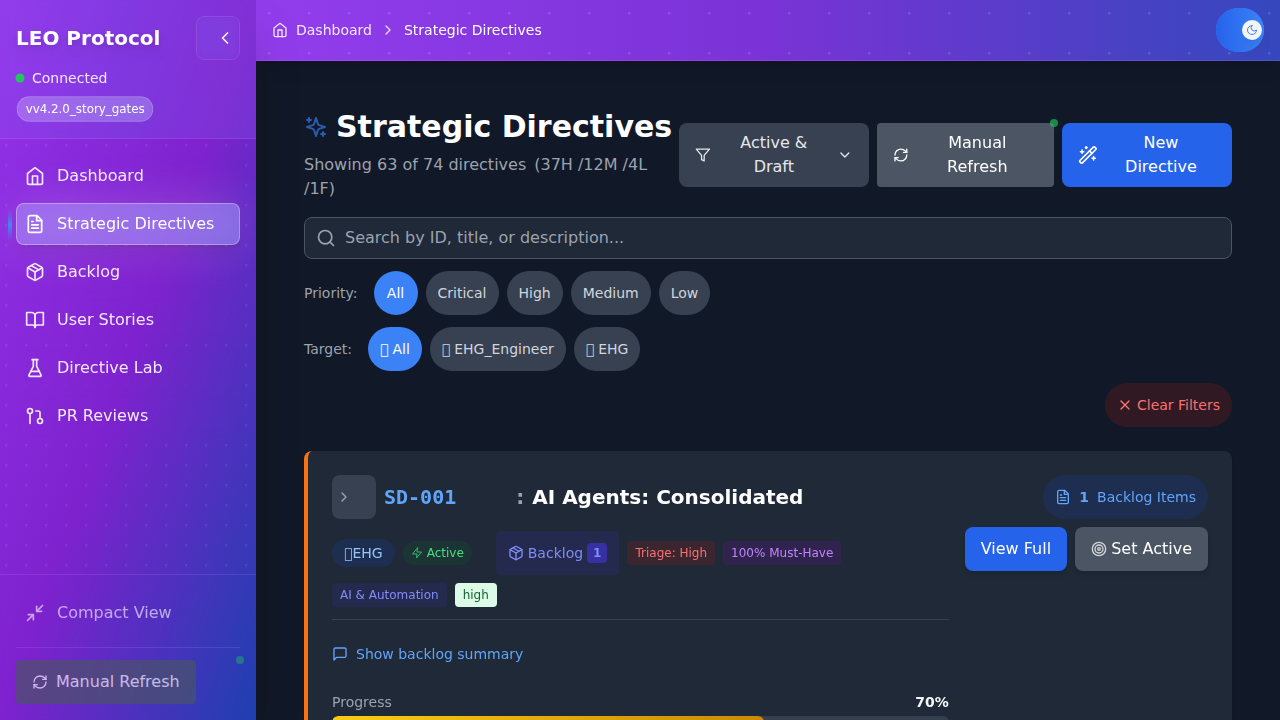 LEO Protocol
Connected
vv4.2.0_story_gates
Dashboard
Strategic Directives
Backlog
User Stories
Directive Lab
PR Reviews
Compact View
Manual Refresh
Dashboard > Strategic Directives
Strategic Directives
Showing 63 of 74 directives (37H /12M /4L
/1F)
Active &
Draft
Manual
Refresh
New
Directive
Search by ID, title, or description...
Priority: All Critical High Medium Low
Target: All EHG_Engineer EHG
Clear Filters
SD-001 : AI Agents: Consolidated
1 Backlog Items
EHG Active Backlog 1 Triage: High 100% Must-Have
View Full Set Active
AI & Automation high
Show backlog summary
Progress 70%